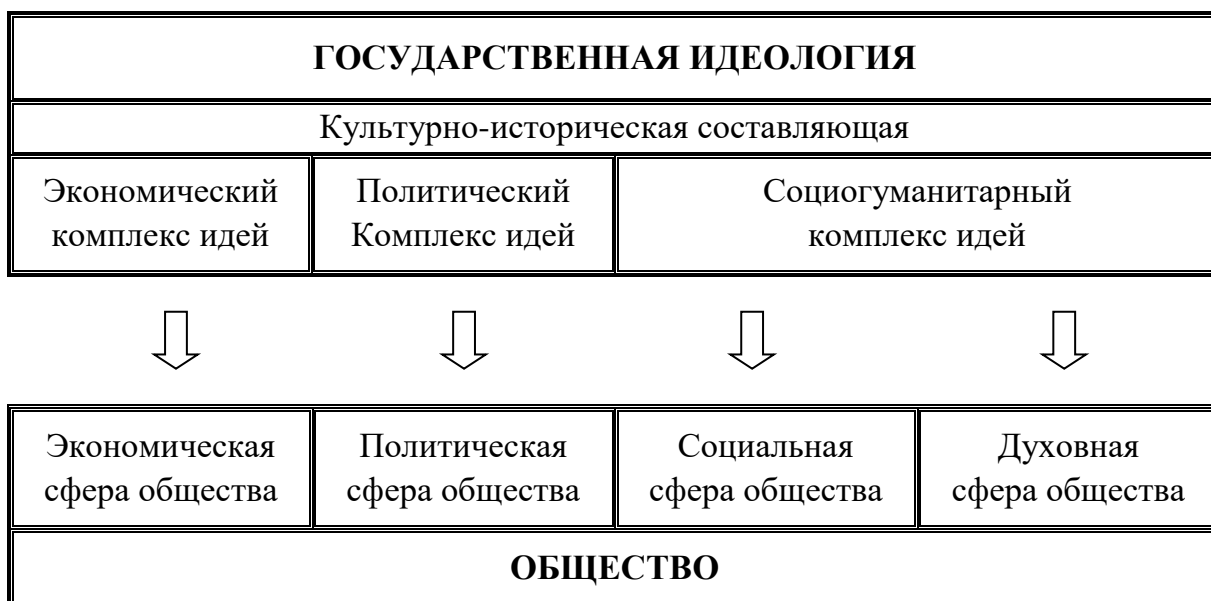 ГОСУДАРСТВЕННАЯ ИДЕОЛОГИЯ
Культурно-историческая составляющая
Экономический
комплекс идей
Политический
Комплекс идей
Социогуманитарный
комплекс идей
Экономическая
сфера общества
Политическая
сфера общества
Социальная
сфера общества
Духовная
сфера общества
ОБЩЕСТВО